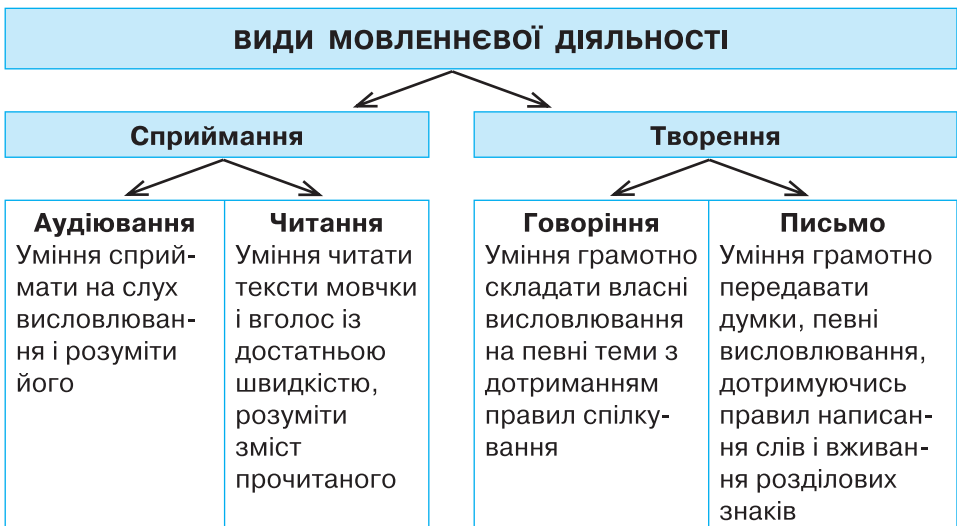 ВИДИ МОВЛЕННЄВОЇ ДІЯЛЬНОСТІ
Сприймання
Творення
Аудіювання
Уміння сприй-
мати на слух
висловлюван-
ня і розуміти
його
Читання
Уміння читати
тексти мовчки
і вголос із
достатньою
швидкістю,
розуміти
зміст
прочитаного
Говоріння
Уміння грамотно
складати власні
висловлювання
на певні теми з
дотриманням
правил спілку-
вання
Письмо
Уміння грамотно
передавати
думки, певні
висловлювання,
дотримуючись
правил написан-
ня слів і вживан-
ня розділових
знаків